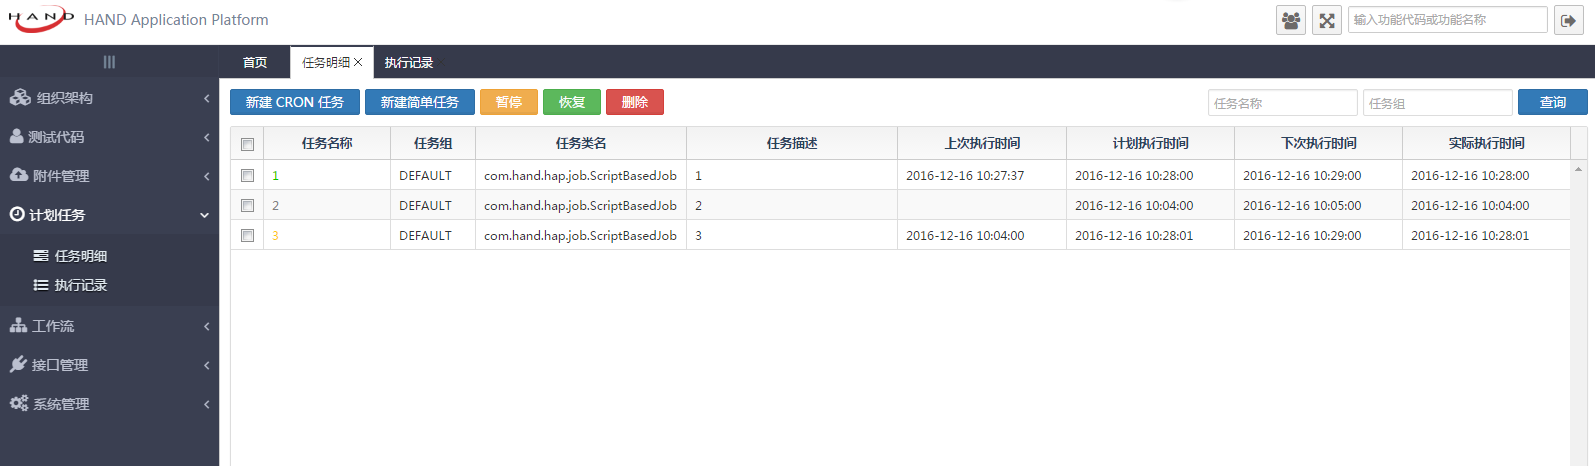 HAND HAND Application Platform 输入功能代码或功能名称
首页 任务明细 执行记录
组织架构
测试代码
附件管理
计划任务
任务明细
执行记录
工作流
接口管理
系统管理
新建 CRON 任务 新建简单任务 暂停 恢复 删除 任务名称 任务组 查询
任务名称 任务组 任务类名 任务描述 上次执行时间 计划执行时间 下次执行时间 实际执行时间
1 DEFAULT com.hand.hap.job.ScriptBasedJob 1 2016-12-16 10:27:37 2016-12-16 10:28:00 2016-12-16 10:29:00 2016-12-16 10:28:00
2 DEFAULT com.hand.hap.job.ScriptBasedJob 2 2016-12-16 10:04:00 2016-12-16 10:05:00 2016-12-16 10:04:00
3 DEFAULT com.hand.hap.job.ScriptBasedJob 3 2016-12-16 10:04:00 2016-12-16 10:28:01 2016-12-16 10:29:00 2016-12-16 10:28:01